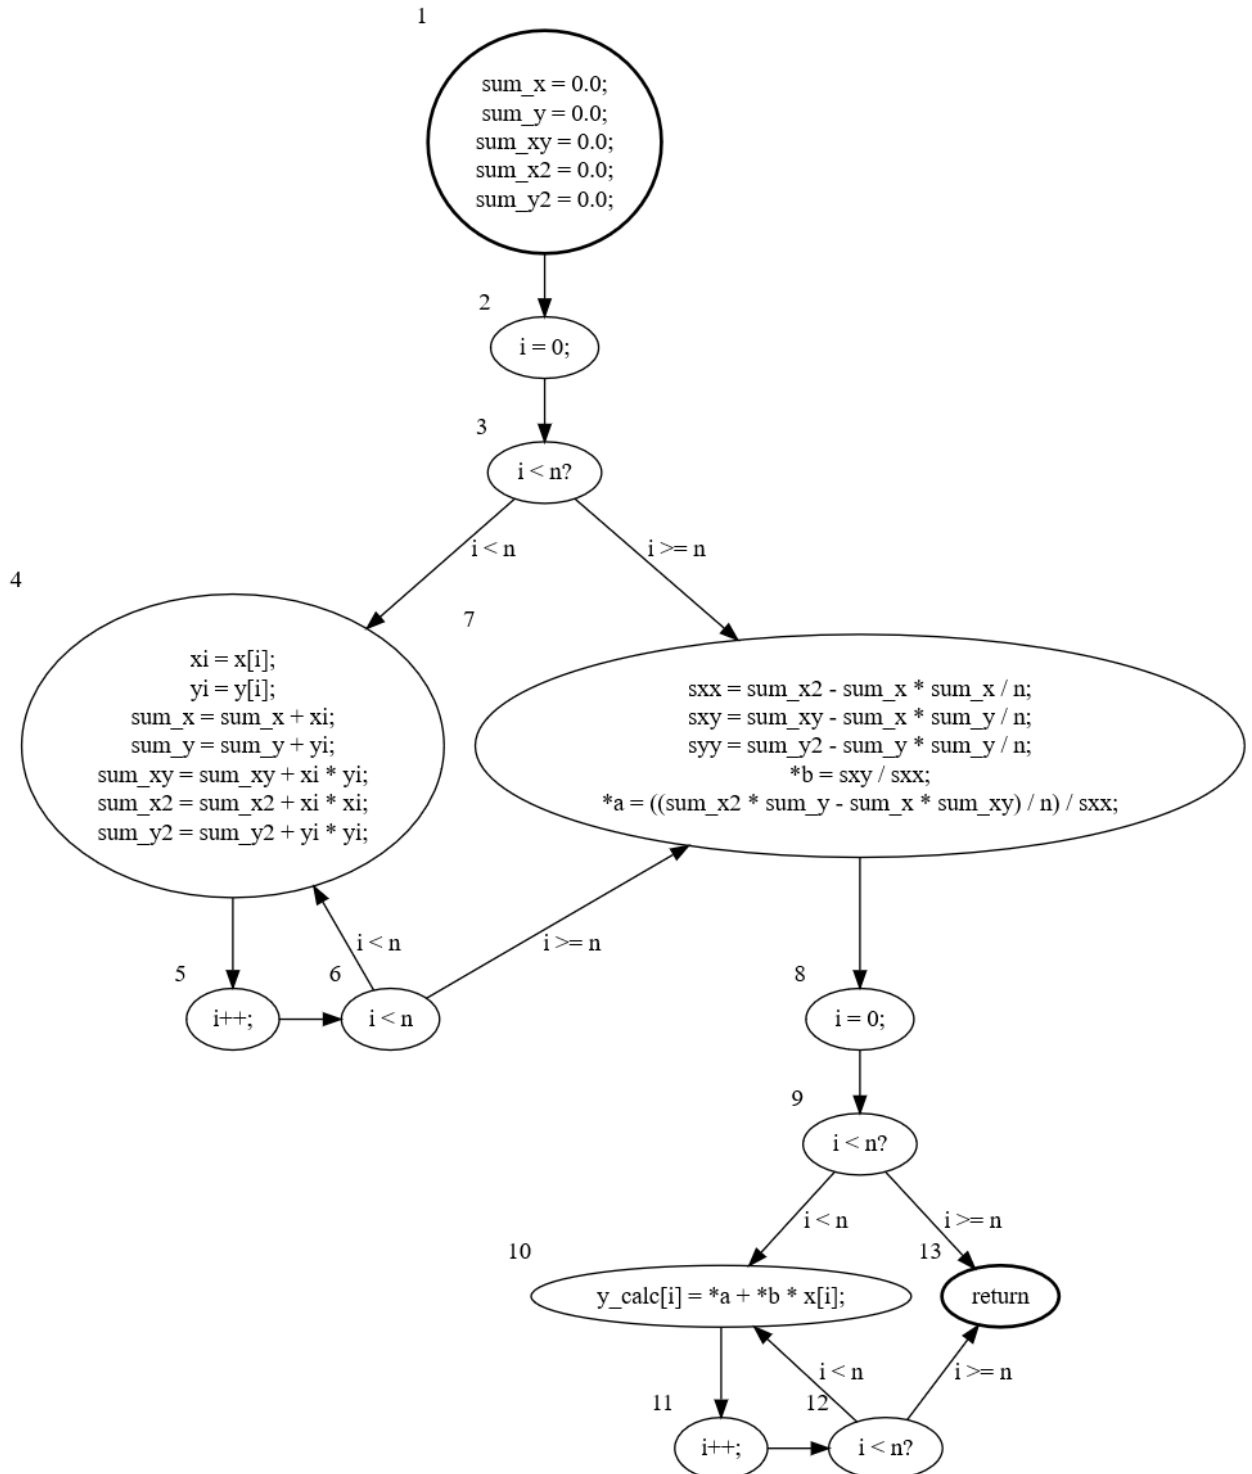 1
sum_x = 0.0;
sum_y = 0.0;
sum_xy = 0.0;
sum_x2 = 0.0;
sum_y2 = 0.0;
2
i = 0;
3
i < n?
i < n
i >= n
4
xi = x[i];
yi = y[i];
sum_x = sum_x + xi;
sum_y = sum_y + yi;
sum_xy = sum_xy + xi * yi;
sum_x2 = sum_x2 + xi * xi;
sum_y2 = sum_y2 + yi * yi;
7
sxx = sum_x2 - sum_x * sum_x / n;
sxy = sum_xy - sum_x * sum_y / n;
syy = sum_y2 - sum_y * sum_y / n;
*b = sxy / sxx;
*a = ((sum_x2 * sum_y - sum_x * sum_xy) / n) / sxx;
i < n
i >= n
5
i++;
6
i < n
8
i = 0;
9
i < n?
i < n
i >= n
10
y_calc[i] = *a + *b * x[i];
13
return
i < n
i >= n
11
i++;
12
i < n?